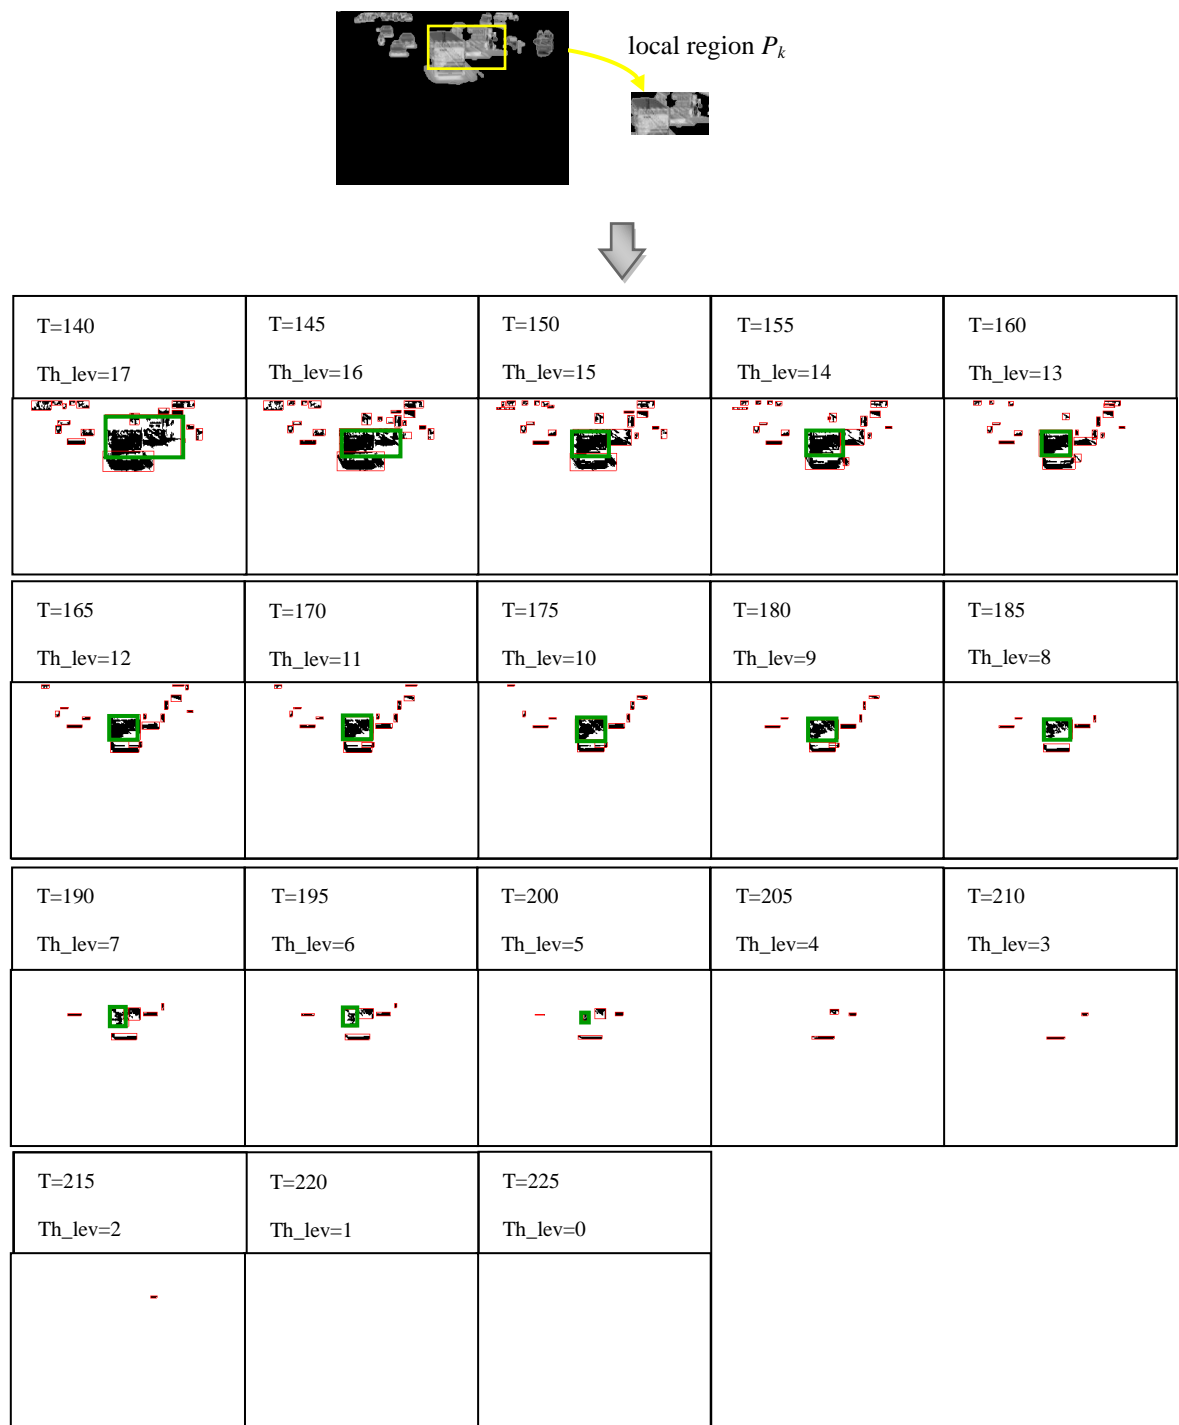 local region P_k
T=140 T=145 T=150 T=155 T=160
Th_lev=17 Th_lev=16 Th_lev=15 Th_lev=14 Th_lev=13
T=165 T=170 T=175 T=180 T=185
Th_lev=12 Th_lev=11 Th_lev=10 Th_lev=9 Th_lev=8
T=190 T=195 T=200 T=205 T=210
Th_lev=7 Th_lev=6 Th_lev=5 Th_lev=4 Th_lev=3
T=215 T=220 T=225
Th_lev=2 Th_lev=1 Th_lev=0